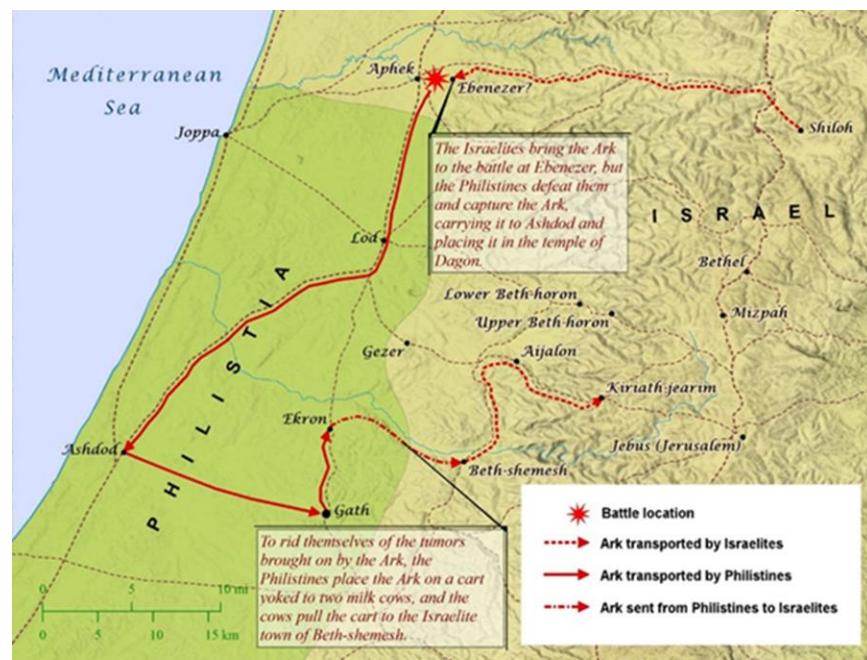 Mediterranean
Sea
Aphek
Ebenezer?
Joppa
Shiloh
The Israelites bring the Ark
to the battle at Ebenezer, but
the Philistines defeat them
and capture the Ark,
carrying it to Ashdod and
placing it in the temple of
Dagon.
ISRAEL
Lod
Bethel
PHILISTIA
Lower Beth-horon
Upper Beth-horon
Mizpah
Gezer
Aijalon
Kiriath-jearim
Ekron
Ashdod
Beth-shemesh
Jebus (Jerusalem)
Gath
To rid themselves of the tumors
brought on by the Ark, the
Philistines place the Ark on a cart
yoked to two milk cows, and the
cows pull the cart to the Israelite
town of Beth-shemesh.
Battle location
Ark transported by Israelites
Ark transported by Philistines
Ark sent from Philistines to Israelites
0 5 10 mi
0 5 10 15 km